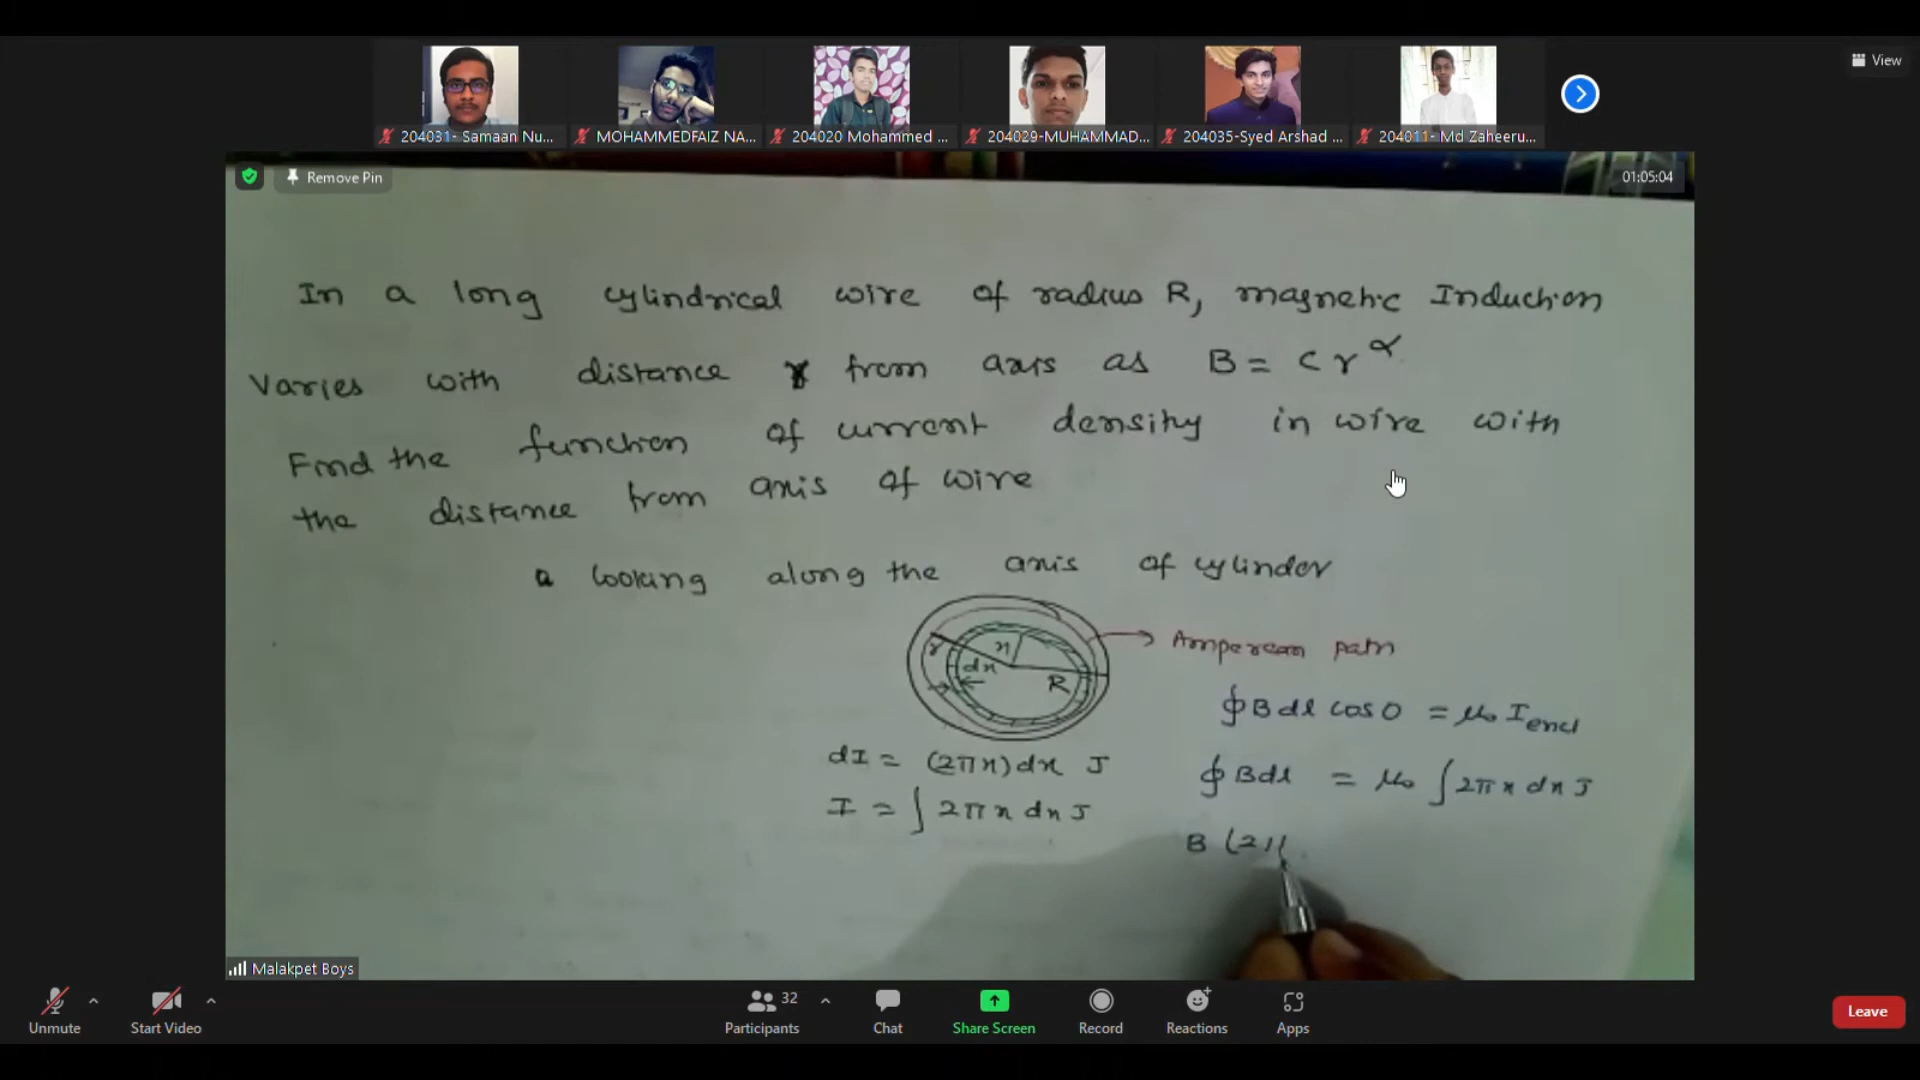 View
204031- Samaan Nu...
MOHAMMEDFAIZ NA...
204020 Mohammed ...
204029-MUHAMMAD...
204035-Syed Arshad ...
204011- Md Zaheeru...
Remove Pin
01:05:04
In a long cylindrical wire of radius R, magnetic Induction
Varies with distance r from axis as B = C r^α
Find the function of current density in wire with
the distance from axis of wire
looking along the axis of cylinder
r x
dx R
Amperean path
∮ B dl cos 0 = μ₀ I encl
dI = (2πx) dx J
∮ B dl = μ₀ ∫ 2π x dx J
I = ∫ 2π x dx J
B (2π
Malakpet Boys
Unmute
Start Video
32
Participants
Chat
Share Screen
Record
Reactions
Apps
Leave